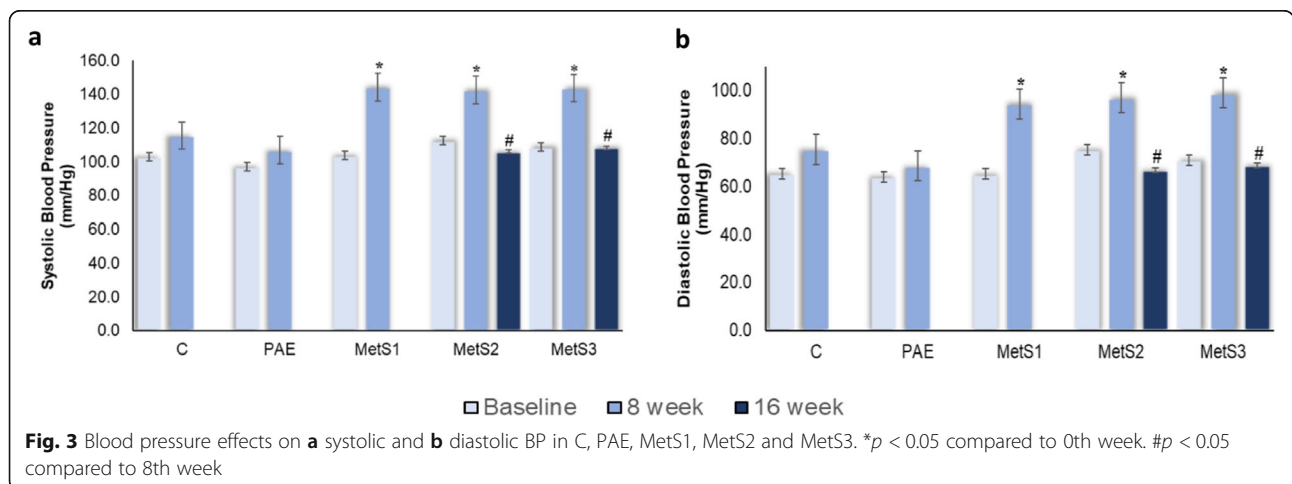 a
160.0
140.0
120.0
100.0
80.0
60.0
40.0
20.0
0.0
Systolic Blood Pressure
(mm/Hg)
*
*
#
*
#
C PAE MetS1 MetS2 MetS3
b
100.0
80.0
60.0
40.0
20.0
0.0
Diastolic Blood Pressure
(mm/Hg)
*
*
#
*
#
C PAE MetS1 MetS2 MetS3
Baseline 8 week 16 week
Fig. 3 Blood pressure effects on a systolic and b diastolic BP in C, PAE, MetS1, MetS2 and MetS3. *p < 0.05 compared to 0th week. #p < 0.05
compared to 8th week